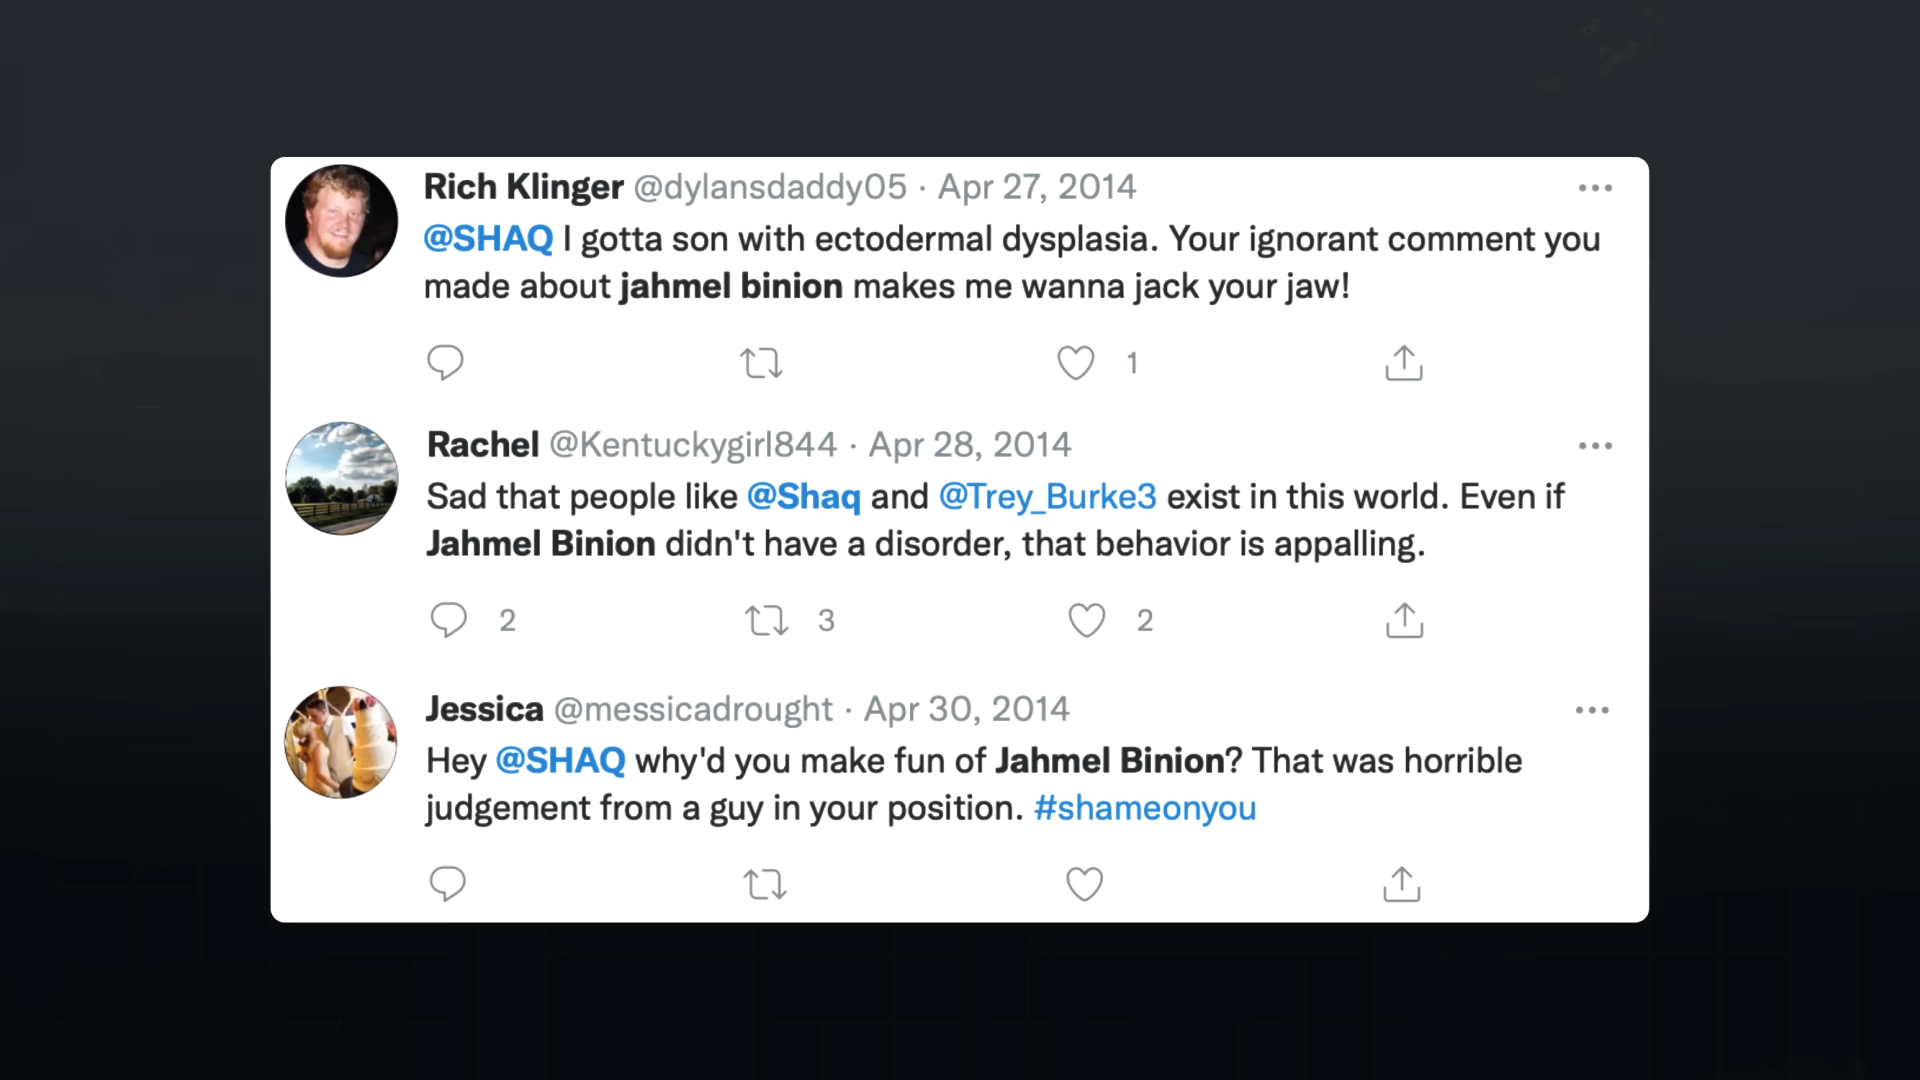 Rich Klinger @dylansdaddy05 · Apr 27, 2014
@SHAQ I gotta son with ectodermal dysplasia. Your ignorant comment you
made about jahmel binion makes me wanna jack your jaw!
1
Rachel @Kentuckygirl844 · Apr 28, 2014
Sad that people like @Shaq and @Trey_Burke3 exist in this world. Even if
Jahmel Binion didn't have a disorder, that behavior is appalling.
2 3 2
Jessica @messicadrought · Apr 30, 2014
Hey @SHAQ why'd you make fun of Jahmel Binion? That was horrible
judgement from a guy in your position. #shameonyou